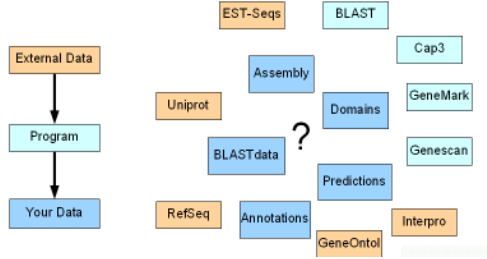 EST-Seqs
BLAST
Cap3
External Data
Assembly
GeneMark
Uniprot
Domains
?
Program
BLASTdata
Genescan
Predictions
Your Data
RefSeq
Annotations
Interpro
GeneOntol